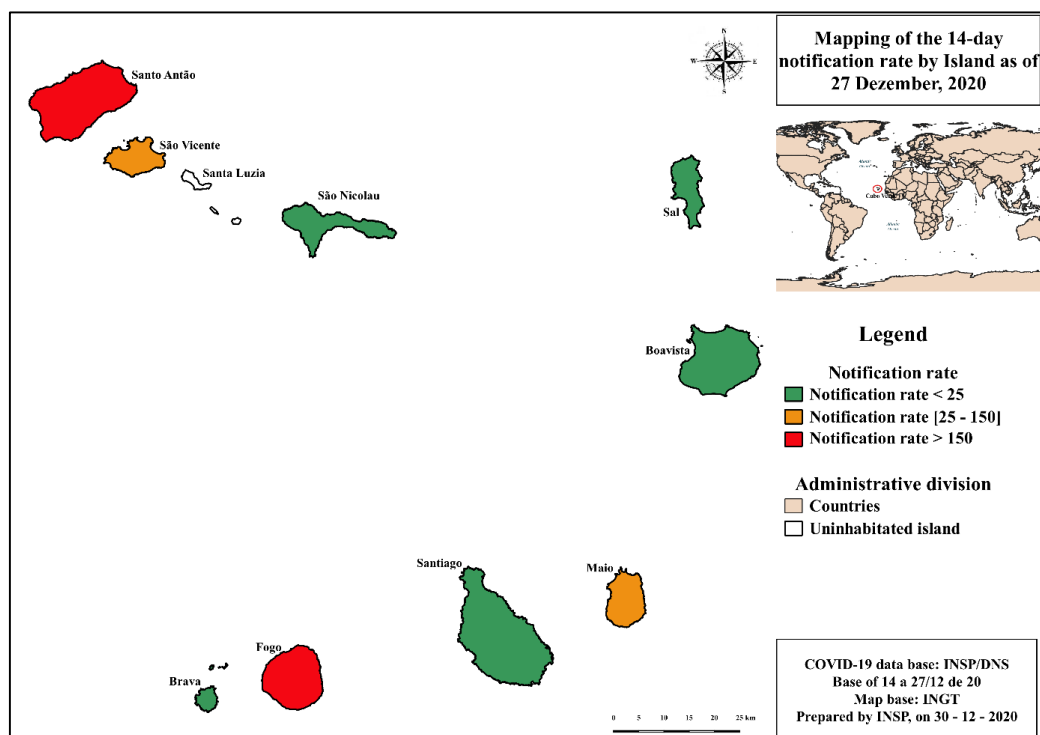 Mapping of the 14-day
notification rate by Island as of
27 Dezember, 2020
N
W
E
S
Santo Antão
São Vicente
Santa Luzia
São Nicolau
Sal
Boavista
Santiago
Maio
Fogo
Brava
Legend
Notification rate
Notification rate < 25
Notification rate [25 - 150]
Notification rate > 150
Administrative division
Countries
Uninhabitated island
0 5 10 15 20 25 km
COVID-19 data base: INSP/DNS
Base of 14 a 27/12 de 20
Map base: INGT
Prepared by INSP, on 30 - 12 - 2020